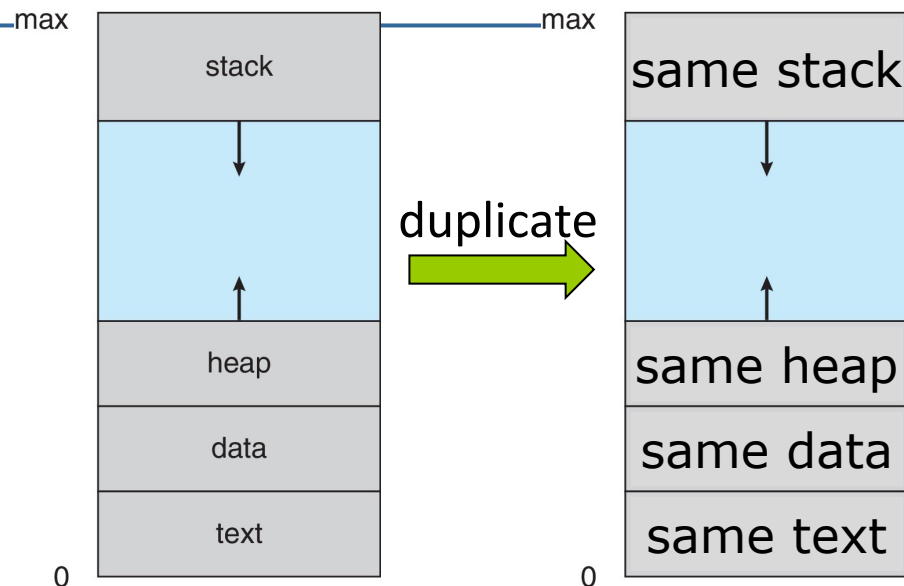 max
stack
heap
data
text
0
duplicate
max
same stack
same heap
same data
same text
0